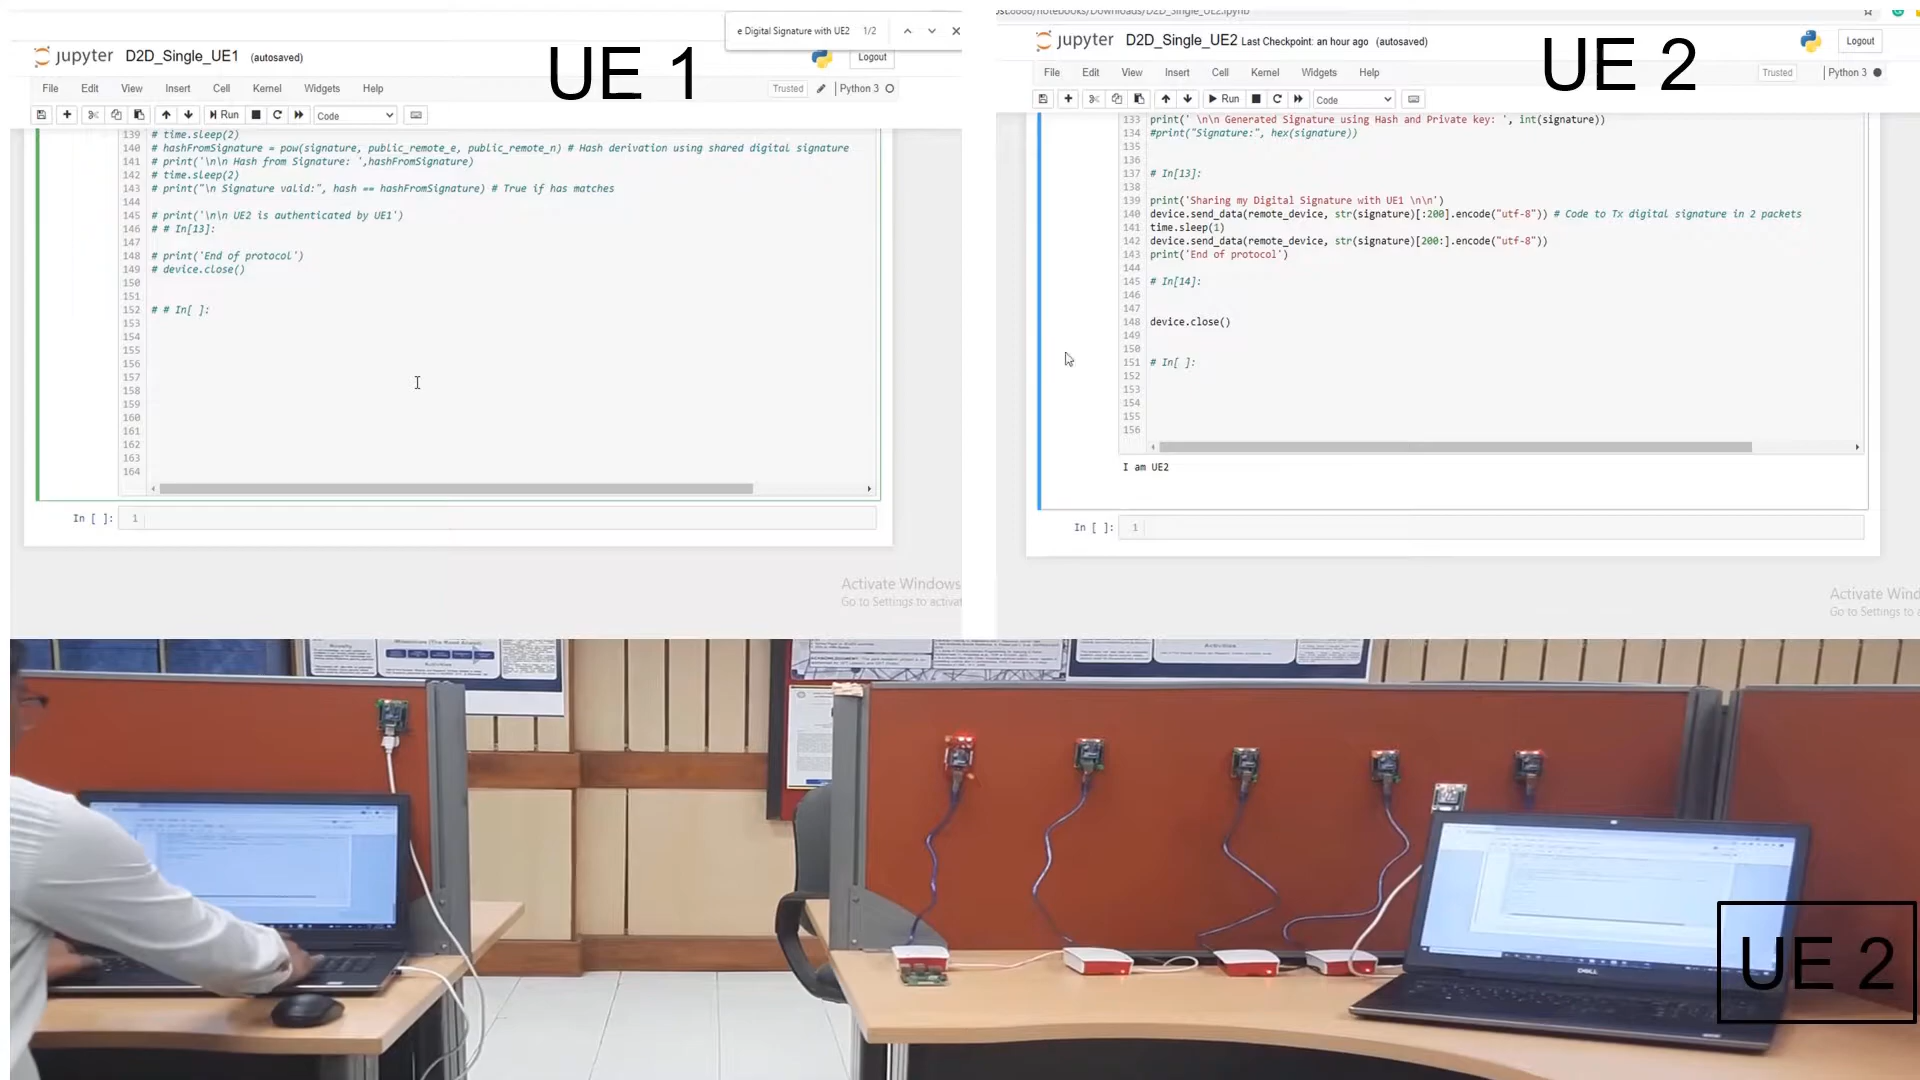 e Digital Signature with UE2 1/2
jupyter D2D_Single_UE1 (autosaved)
UE 1
Logout
File Edit View Insert Cell Kernel Widgets Help
Trusted Python 3
Run Code
139 # time.sleep(2)
140 # hashFromSignature = pow(signature, public_remote_e, public_remote_n) # Hash derivation using shared digital signature
141 # print('\n\n Hash from Signature: ',hashFromSignature)
142 # time.sleep(2)
143 # print("\n Signature valid:", hash == hashFromSignature) # True if has matches
144
145 # print('\n\n UE2 is authenticated by UE1')
146 # # In[13]:
147
148 # print('End of protocol')
149 # device.close()
150
151
152 # # In[ ]:
153
154
155
156
157
158
159
160
161
162
163
164
In [ ]: 1
Activate Windows
Go to Settings to activat
jupyter D2D_Single_UE2 Last Checkpoint: an hour ago (autosaved)
UE 2
Logout
File Edit View Insert Cell Kernel Widgets Help
Trusted Python 3
Run Code
133 print(' \n\n Generated Signature using Hash and Private key: ', int(signature))
134 #print("Signature:", hex(signature))
135
136
137 # In[13]:
138
139 print('Sharing my Digital Signature with UE1 \n\n')
140 device.send_data(remote_device, str(signature)[:200].encode("utf-8")) # Code to Tx digital signature in 2 packets
141 time.sleep(1)
142 device.send_data(remote_device, str(signature)[200:].encode("utf-8"))
143 print('End of protocol')
144
145 # In[14]:
146
147
148 device.close()
149
150
151 # In[ ]:
152
153
154
155
156
I am UE2
In [ ]: 1
Activate Wind
Go to Settings to a
Activities
Activities
DELL
UE 2